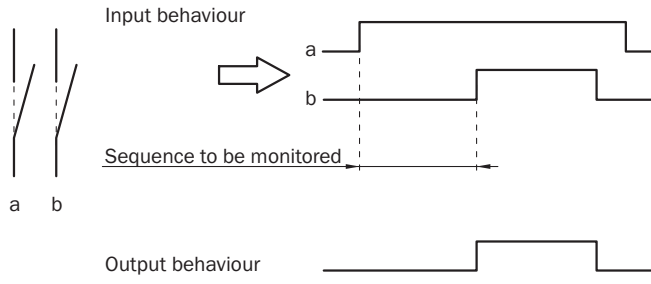 Input behaviour
a
b
Sequence to be monitored
a b
Output behaviour